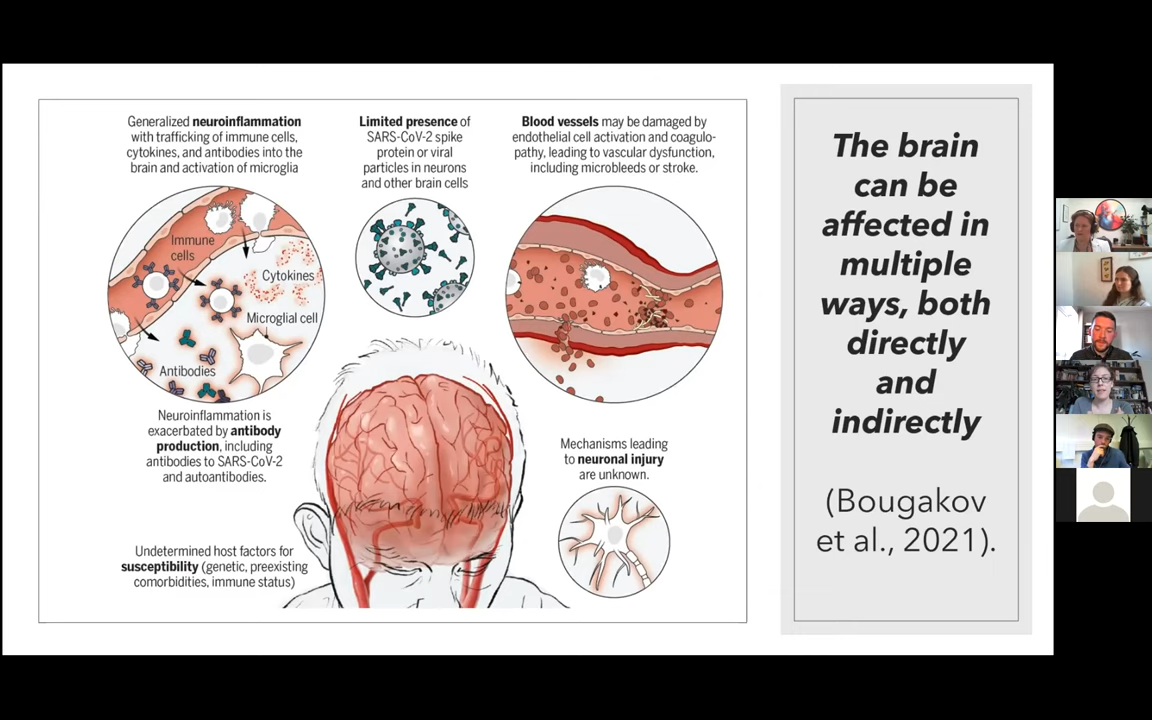 Generalized neuroinflammation
with trafficking of immune cells,
cytokines, and antibodies into the
brain and activation of microglia
Limited presence of
SARS-CoV-2 spike
protein or viral
particles in neurons
and other brain cells
Blood vessels may be damaged by
endothelial cell activation and coagulo-
pathy, leading to vascular dysfunction,
including microbleeds or stroke.
Immune
cells
Cytokines
Microglial cell
Antibodies
Neuroinflammation is
exacerbated by antibody
production, including
antibodies to SARS-CoV-2
and autoantibodies.
Mechanisms leading
to neuronal injury
are unknown.
Undetermined host factors for
susceptibility (genetic, preexisting
comorbidities, immune status)
The brain
can be
affected in
multiple
ways, both
directly
and
indirectly
(Bougakov
et al., 2021).